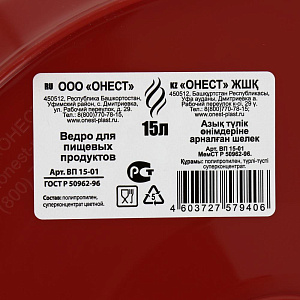 RU ООО «ОНЕСТ»
450512, Республика Башкортостан,
Уфимский район, с. Дмитриевка,
ул. Рабочий переулок, д. 29.
Тел.: 8(800)770-78-15,
www.onest-plast.ru
Ведро для
пищевых
продуктов
Арт. ВП 15-01
ГОСТ Р 50962-96
Состав: полипропилен,
суперконцентрат цветной.
15л
РСТ
5
KZ «ОНЕСТ» ЖШҚ
450512, Башқұртстан Республикасы,
Уфа ауданы, Дмитриевка а.
Рабочий переулок к-сі, 29 ү.
Тел.: 8(800)770-78-15,
www.onest-plast.ru
Азық түлік
өнімдеріне
арналған шелек
Арт. ВП 15-01
МемСТ Р 50962-96.
Құрамы: полипропилен, түрлі-түсті
суперконцентрат.
4 603727 579406